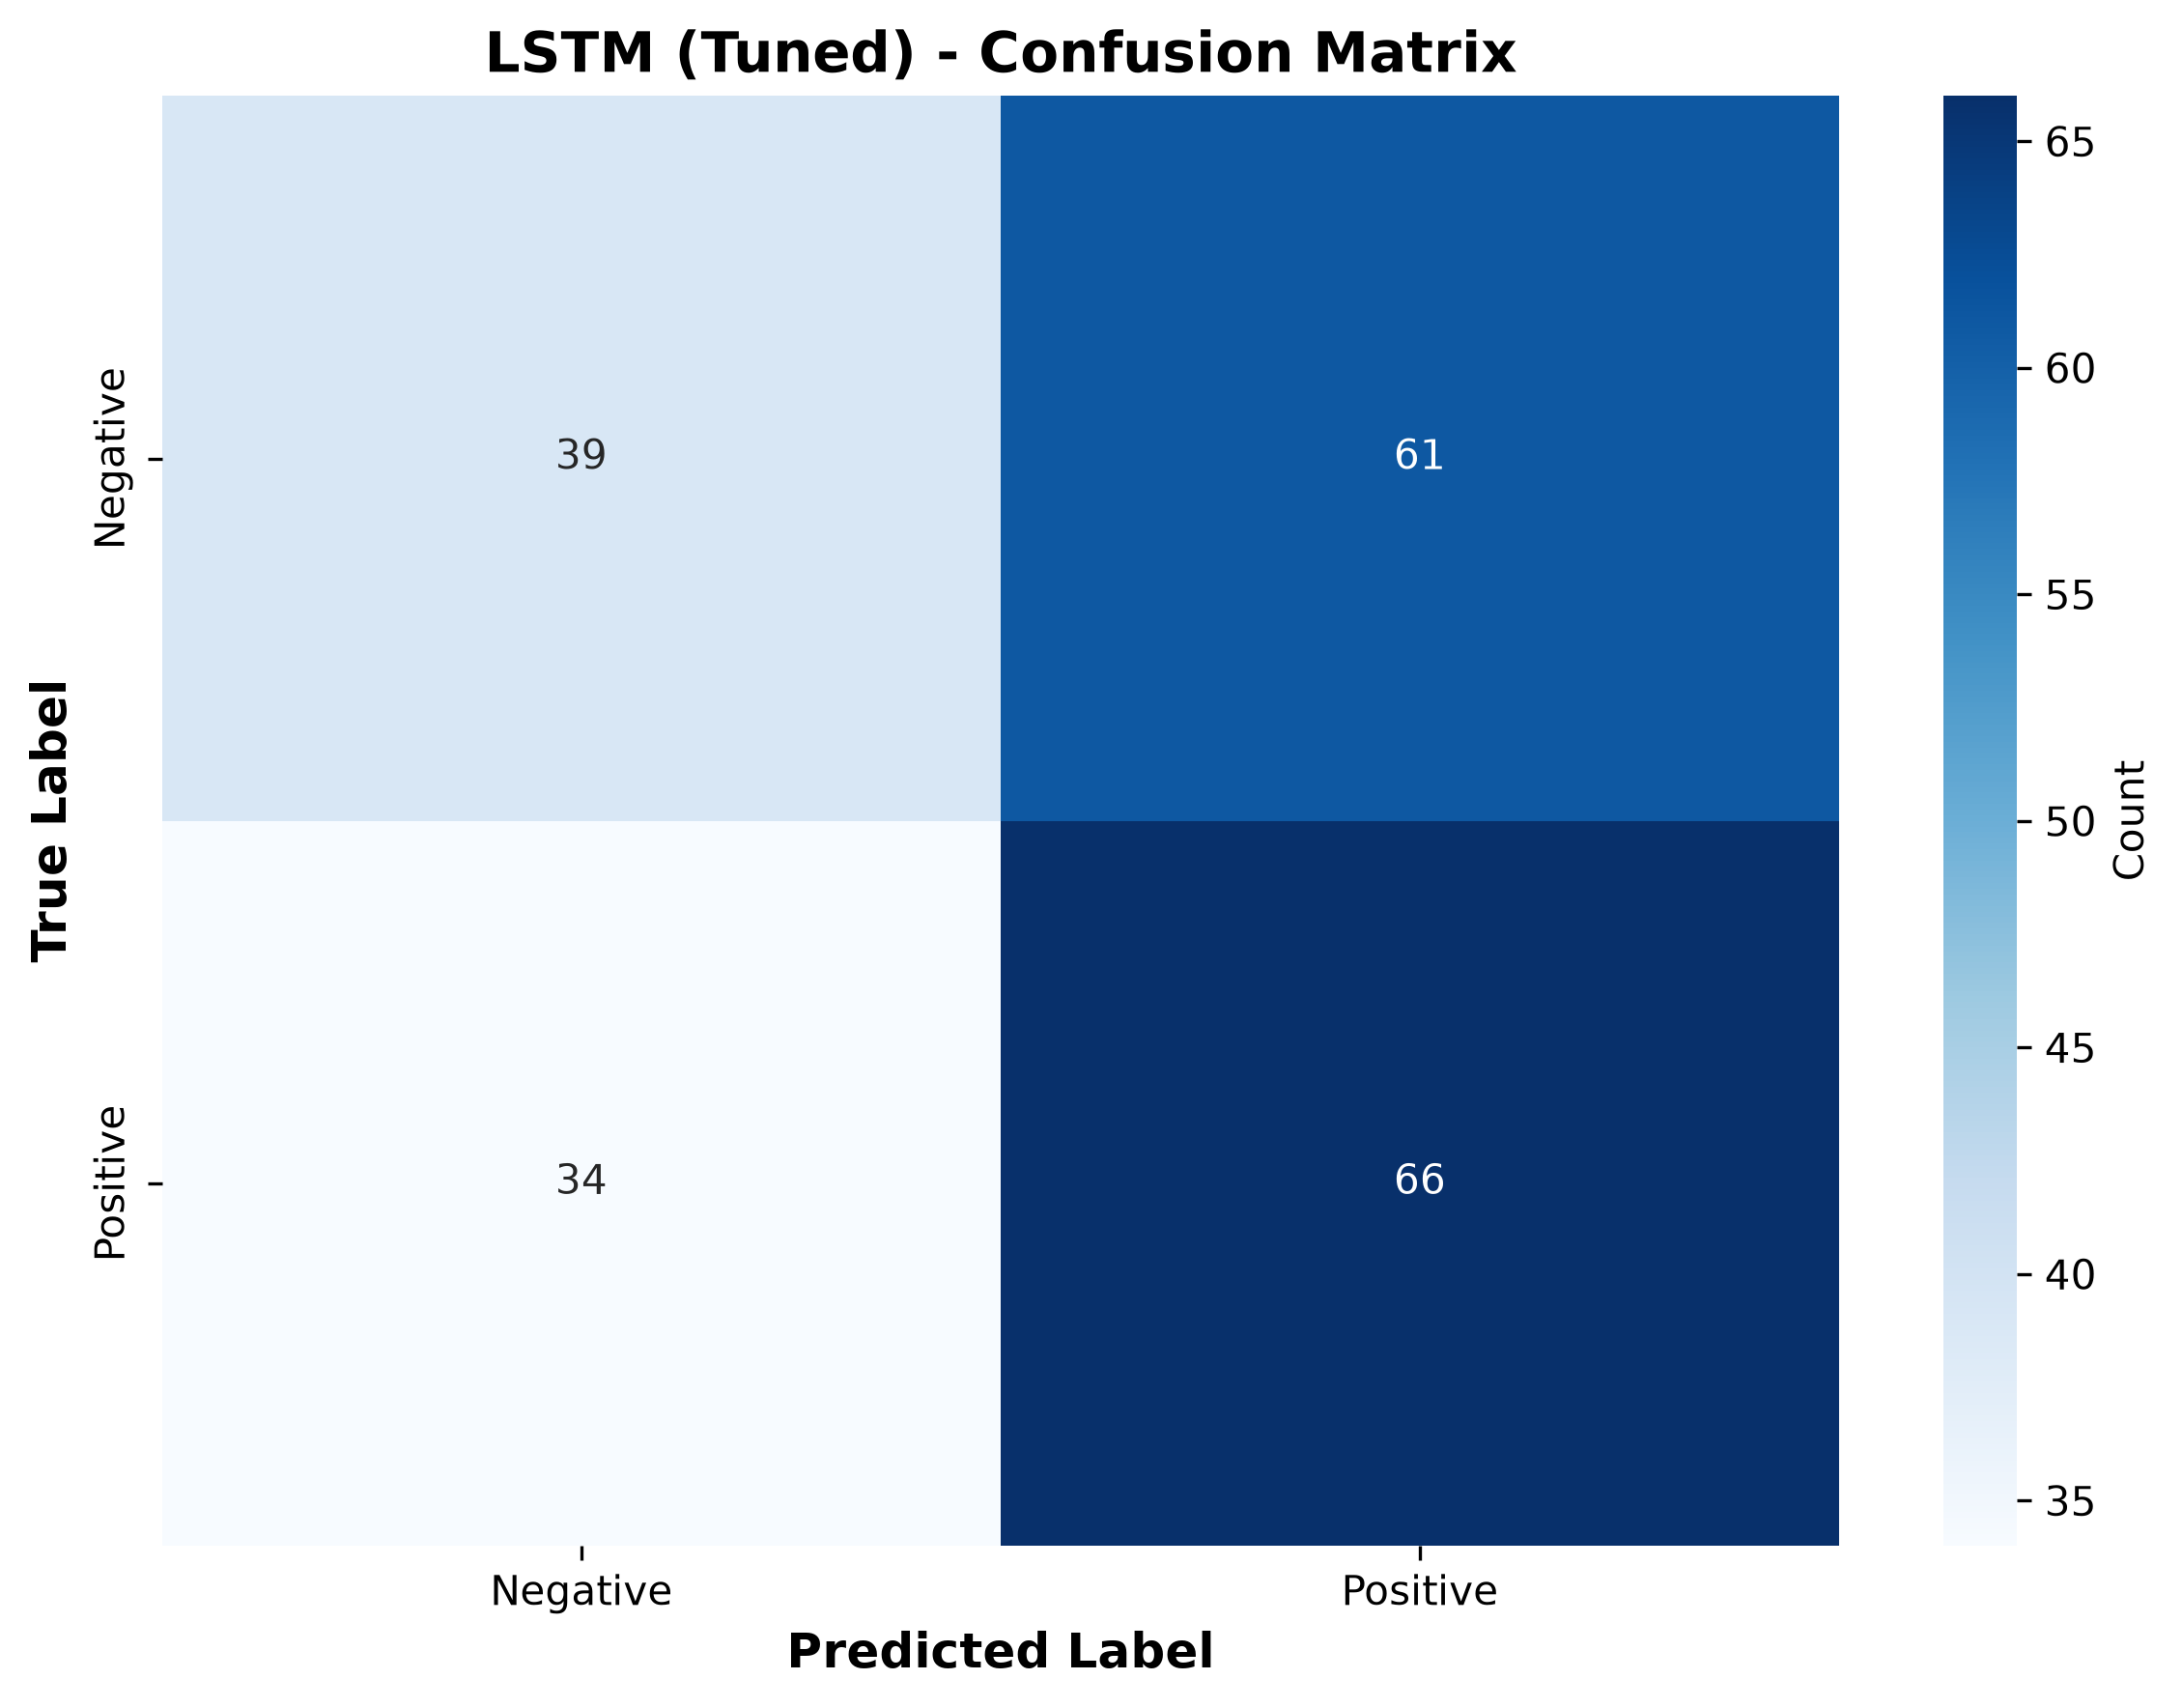 LSTM (Tuned) - Confusion Matrix
True Label
Negative
Positive
39
61
34
66
Negative
Positive
Predicted Label
65
60
55
50
45
40
35
Count